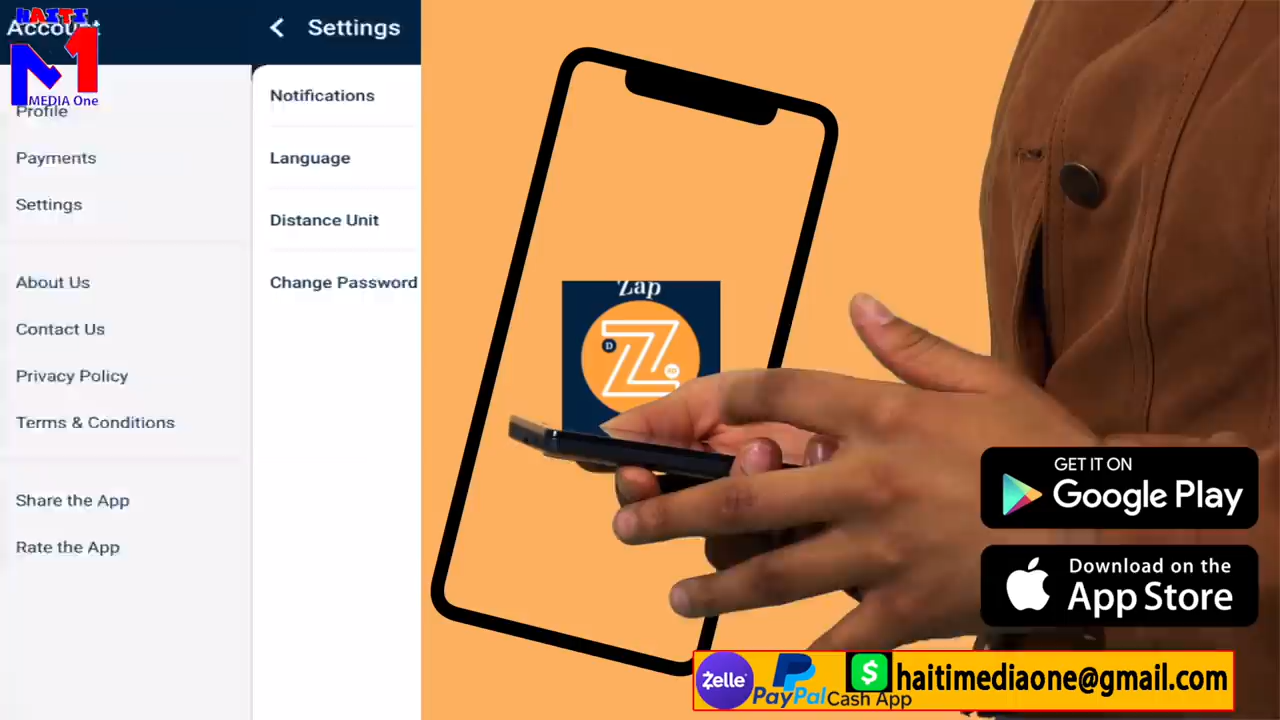 HAITI
M1
MEDIA One
Account
Profile
Payments
Settings
About Us
Contact Us
Privacy Policy
Terms & Conditions
Share the App
Rate the App
Settings
Notifications
Language
Distance Unit
Change Password
Zap
D
Z
GET IT ON
Google Play
Download on the
App Store
Zelle
PayPal
$
Cash App
haitimediaone@gmail.com